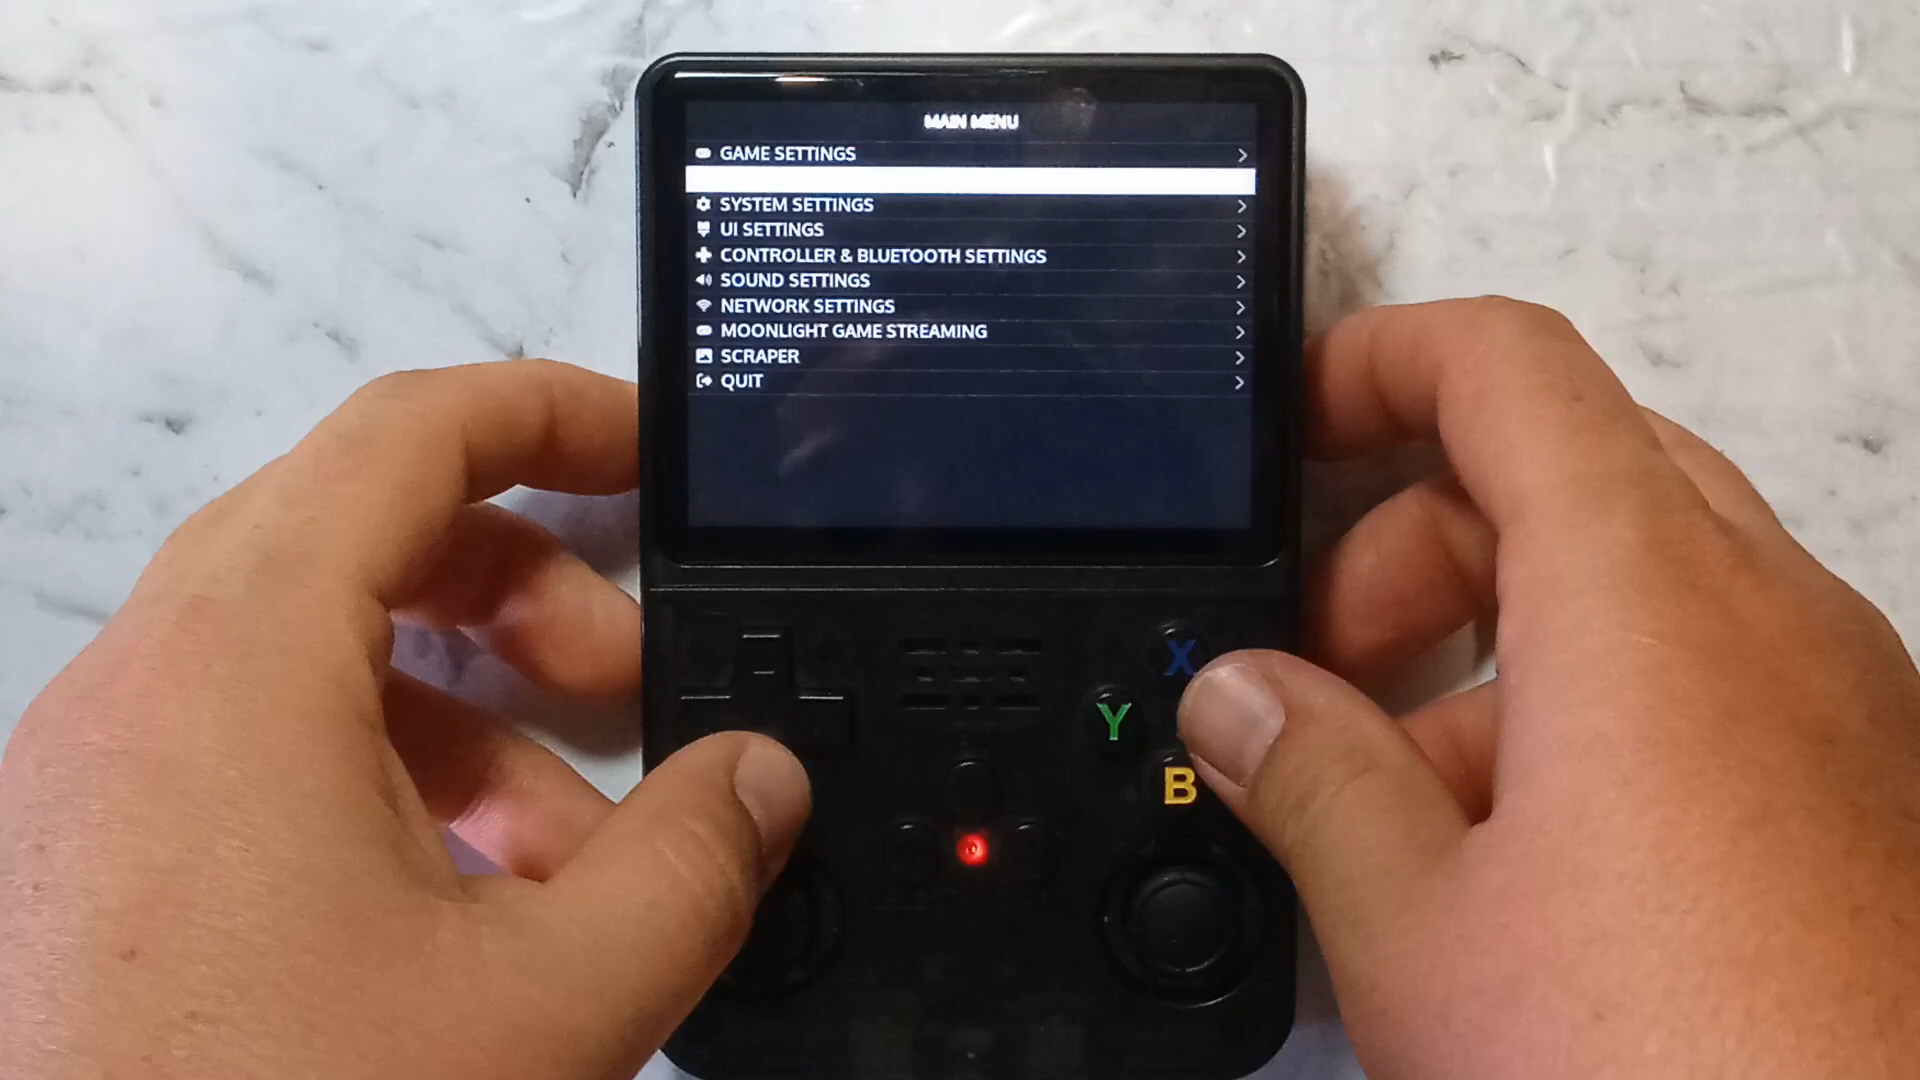 MAIN MENU
GAME SETTINGS
SYSTEM SETTINGS
UI SETTINGS
CONTROLLER & BLUETOOTH SETTINGS
SOUND SETTINGS
NETWORK SETTINGS
MOONLIGHT GAME STREAMING
SCRAPER
QUIT
X
Y
B